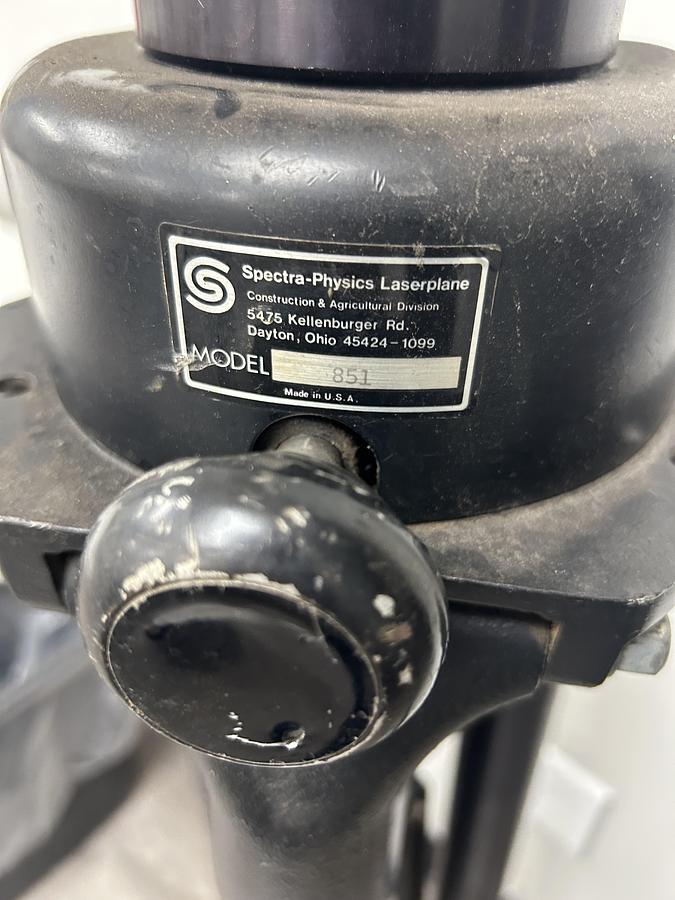 Spectra-Physics Laserplane
Construction & Agricultural Division
5475 Kellenburger Rd.
Dayton, Ohio 45424-1099
MODEL 851
Made in U.S.A.